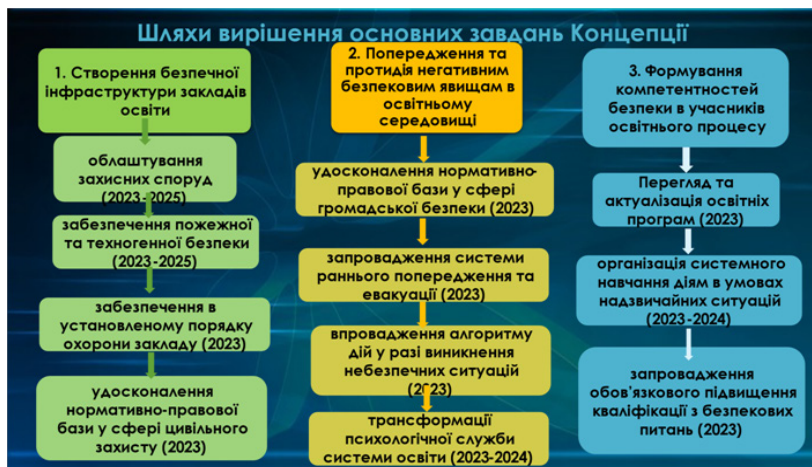 Шляхи вирішення основних завдань Концепції
1. Створення безпечної
інфраструктури закладів
освіти
облаштування
захисних споруд
(2023-2025)
забезпечення пожежної
та техногенної безпеки
(2023-2025)
забезпечення в
установленому порядку
охорони закладу (2023)
удосконалення
нормативно-правової
бази у сфері цивільного
захисту (2023)
2. Попередження та
протидія негативним
безпековим явищам в
освітньому
середовищі
удосконалення нормативно-
правової бази у сфері
громадської безпеки (2023)
запровадження системи
раннього попередження та
евакуації (2023)
впровадження алгоритму
дій у разі виникнення
небезпечних ситуацій
(2023)
трансформації
психологічної служби
системи освіти (2023-2024)
3. Формування
компетентностей
безпеки в учасників
освітнього процесу
Перегляд та
актуалізація освітніх
програм (2023)
організація системного
навчання діям в умовах
надзвичайних ситуацій
(2023-2024)
запровадження
обов’язкового підвищення
кваліфікації з безпекових
питань (2023)